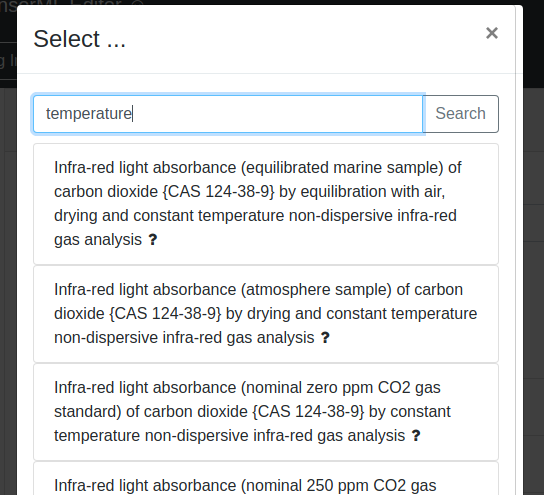 Select ...
×
temperature
Search
Infra-red light absorbance (equilibrated marine sample) of
carbon dioxide {CAS 124-38-9} by equilibration with air,
drying and constant temperature non-dispersive infra-red
gas analysis ?
Infra-red light absorbance (atmosphere sample) of carbon
dioxide {CAS 124-38-9} by drying and constant temperature
non-dispersive infra-red gas analysis ?
Infra-red light absorbance (nominal zero ppm CO2 gas
standard) of carbon dioxide {CAS 124-38-9} by constant
temperature non-dispersive infra-red gas analysis ?
Infra-red light absorbance (nominal 250 ppm CO2 gas